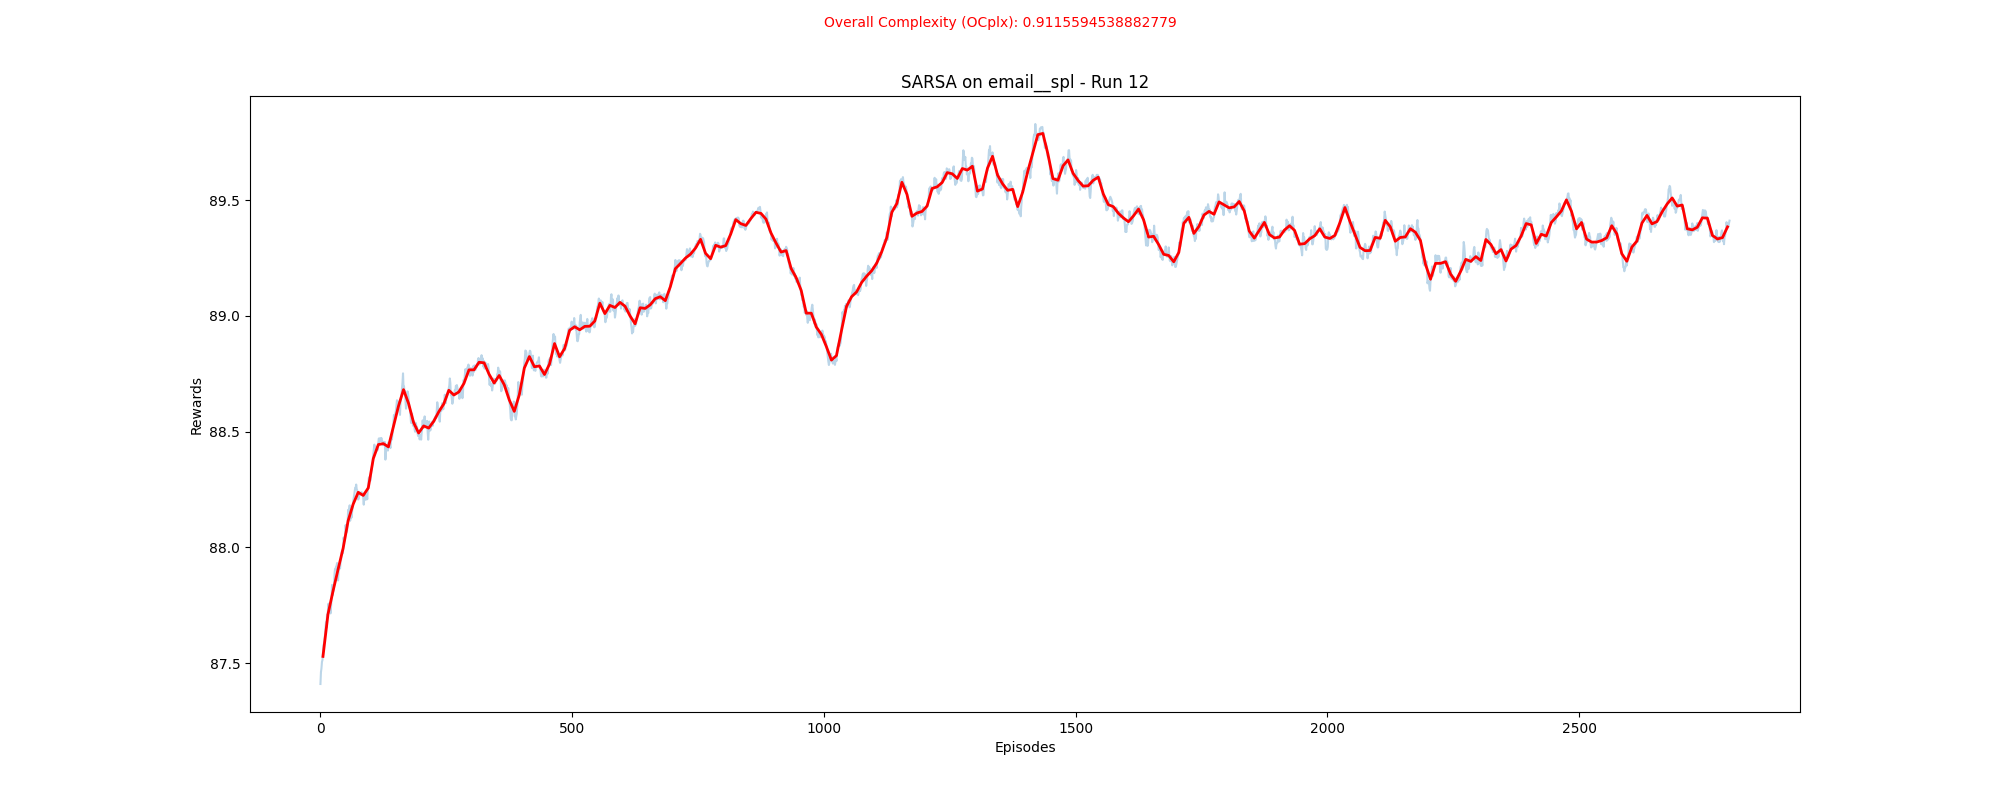 Overall Complexity (OCplx): 0.9115594538882779
SARSA on email__spl - Run 12
Rewards
89.5
89.0
88.5
88.0
87.5
0
500
1000
1500
2000
2500
Episodes